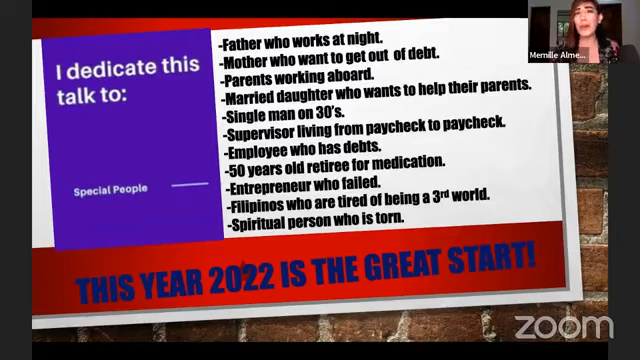 I dedicate this
talk to:
Special People
-Father who works at night.
-Mother who want to get out of debt.
-Parents working aboard.
-Married daughter who wants to help their parents.
-Single man on 30's.
-Supervisor living from paycheck to paycheck.
-Employee who has debts.
-50 years old retiree for medication.
-Entrepreneur who failed.
-Filipinos who are tired of being a 3rd world.
-Spiritual person who is torn.
THIS YEAR 2022 IS THE GREAT START!
Mernille Alme...
zoom